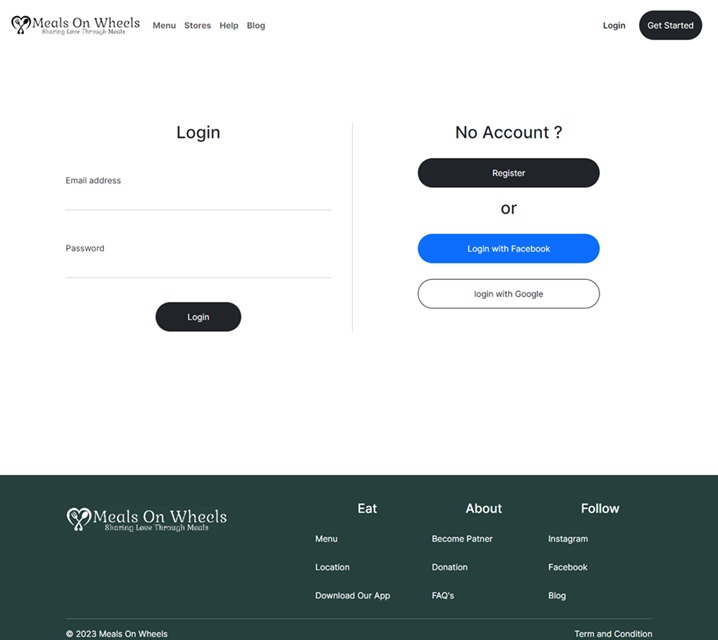 Meals On Wheels
Sharing Love Through Meals
Menu Stores Help Blog
Login
Get Started
Login
Email address
Password
Login
No Account ?
Register
or
Login with Facebook
login with Google
Meals On Wheels
Sharing Love Through Meals
Eat
Menu
Location
Download Our App
About
Become Patner
Donation
FAQ's
Follow
Instagram
Facebook
Blog
© 2023 Meals On Wheels
Term and Condition